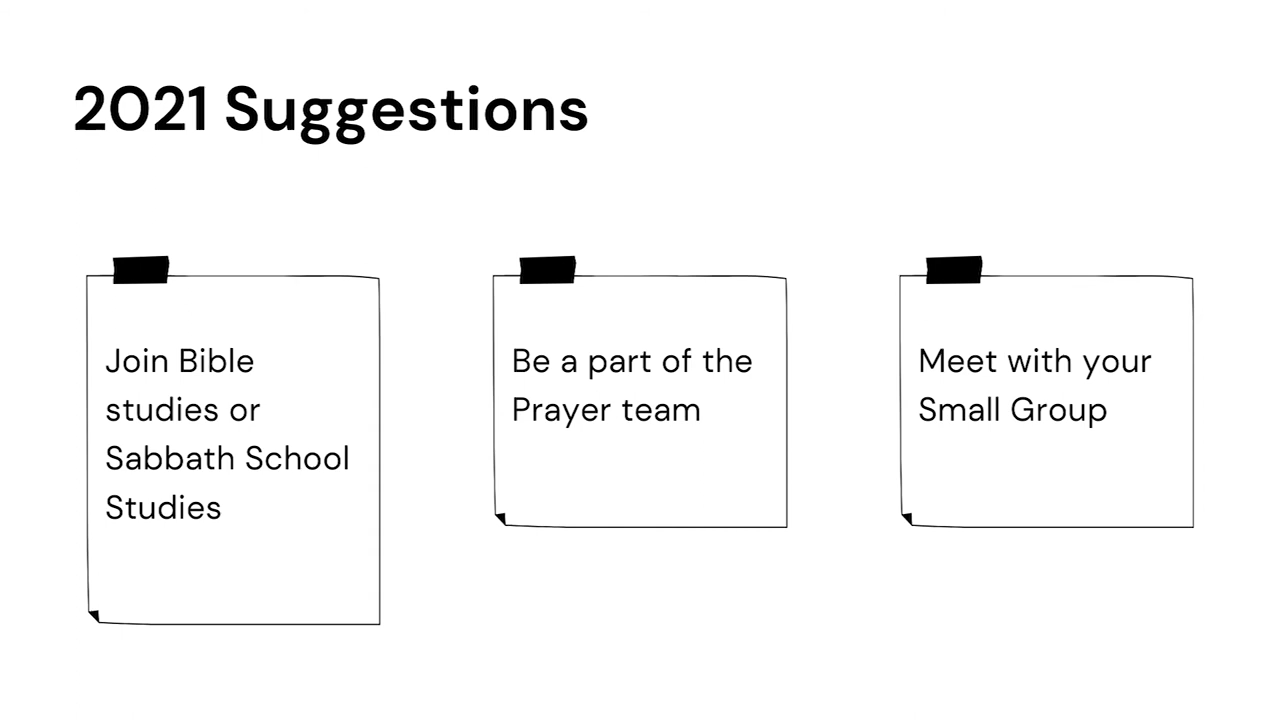 2021 Suggestions
Join Bible
studies or
Sabbath School
Studies
Be a part of the
Prayer team
Meet with your
Small Group